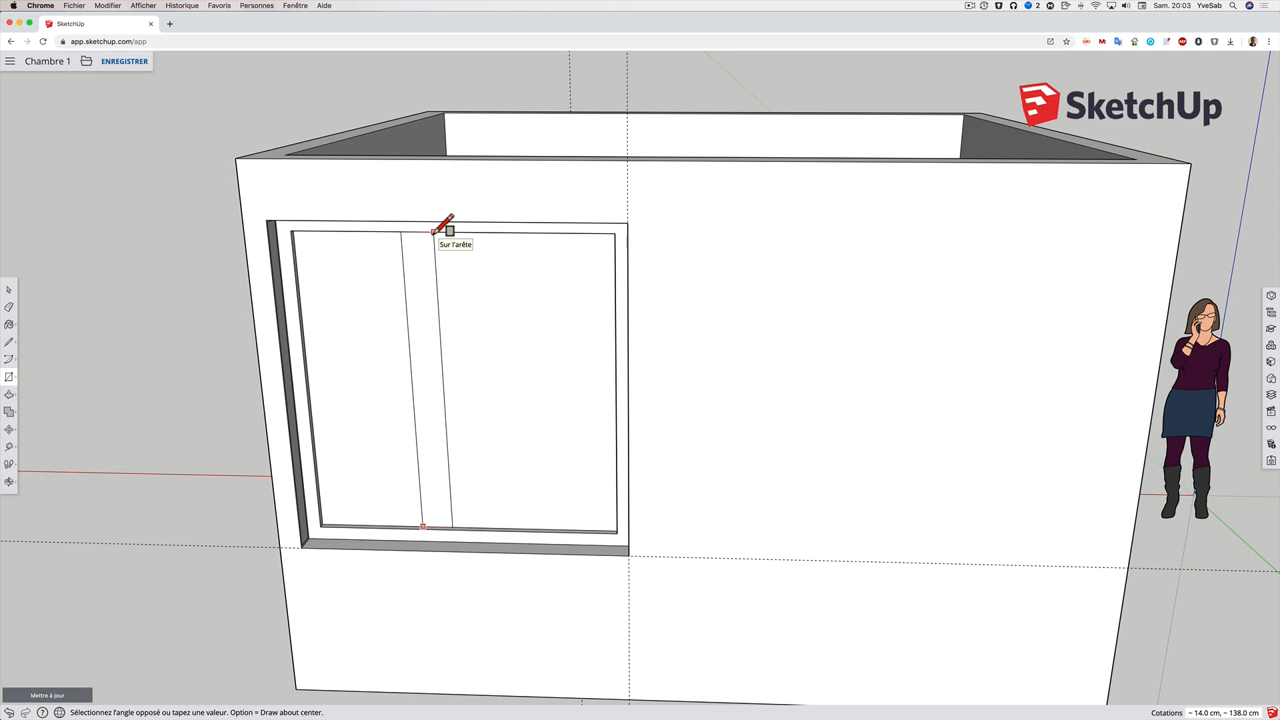 Chrome Fichier Modifier Afficher Historique Favoris Personnes Fenêtre Aide
2
Sam. 20:03 YveSab
SketchUp
app.sketchup.com/app
Chambre 1 ENREGISTRER
SketchUp
Sur l'arête
Mettre à jour
Sélectionnez l'angle opposé ou tapez une valeur. Option = Draw about center.
Cotations ~ 14.0 cm, ~ 138.0 cm